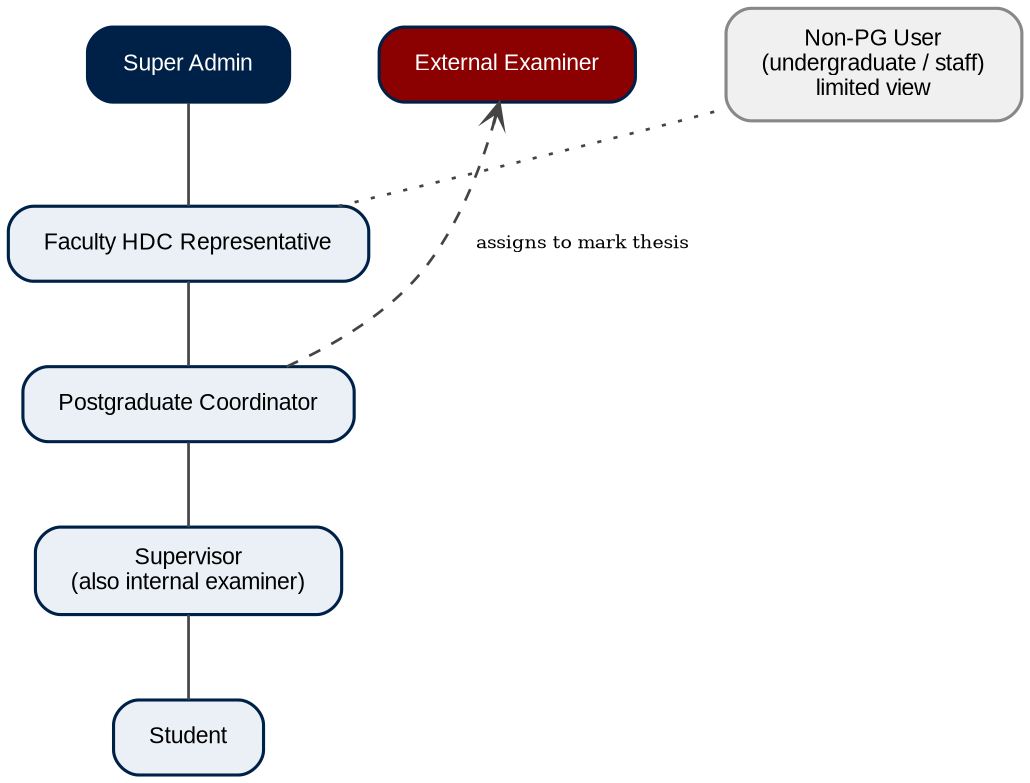 Super Admin
External Examiner
Non-PG User
(undergraduate / staff)
limited view
Faculty HDC Representative
assigns to mark thesis
Postgraduate Coordinator
Supervisor
(also internal examiner)
Student